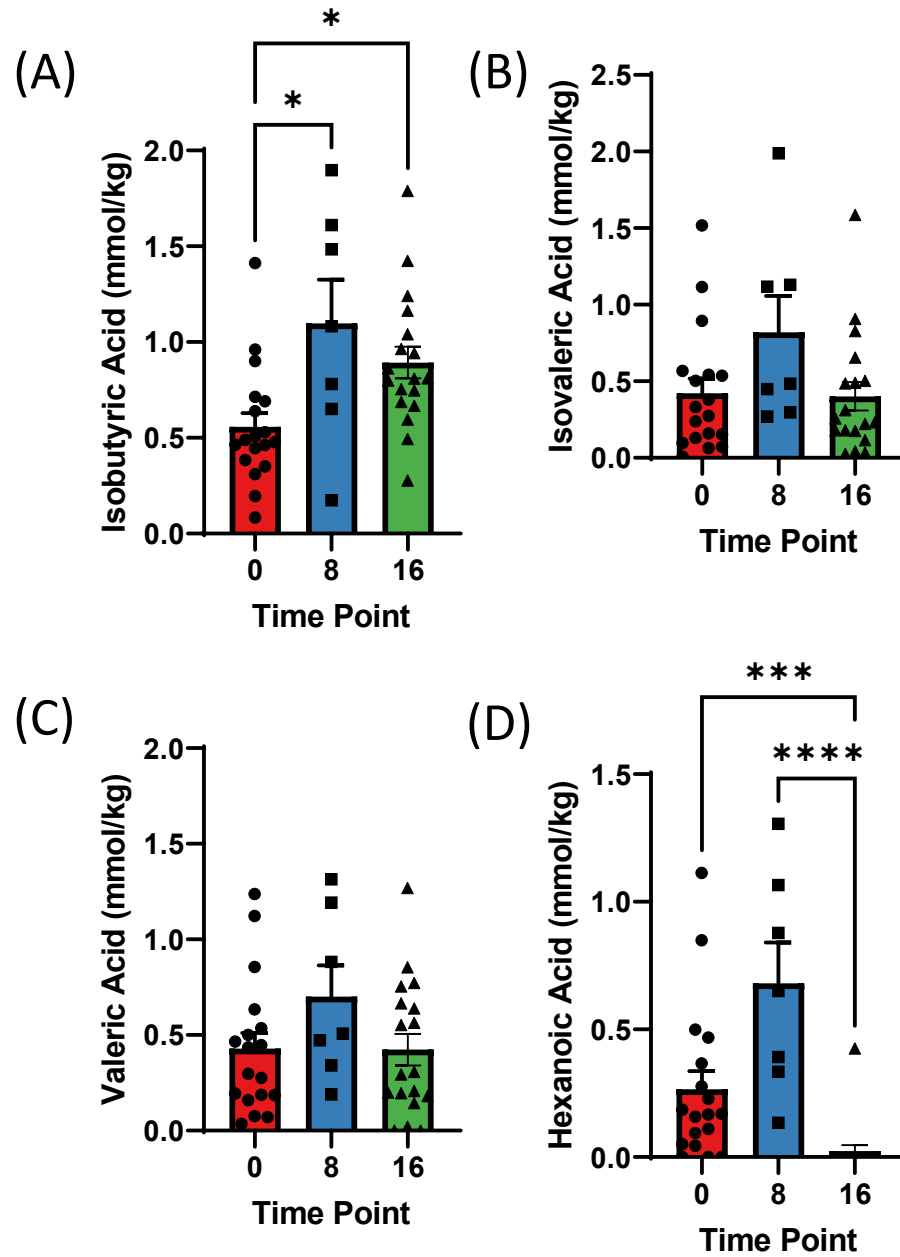 (A)
*
*
Isobutyric Acid (mmol/kg)
2.0
1.5
1.0
0.5
0.0
0 8 16
Time Point
(B)
Isovaleric Acid (mmol/kg)
2.5
2.0
1.5
1.0
0.5
0.0
0 8 16
Time Point
(C)
Valeric Acid (mmol/kg)
2.0
1.5
1.0
0.5
0.0
0 8 16
Time Point
(D)
***
****
Hexanoic Acid (mmol/kg)
1.5
1.0
0.5
0.0
0 8 16
Time Point